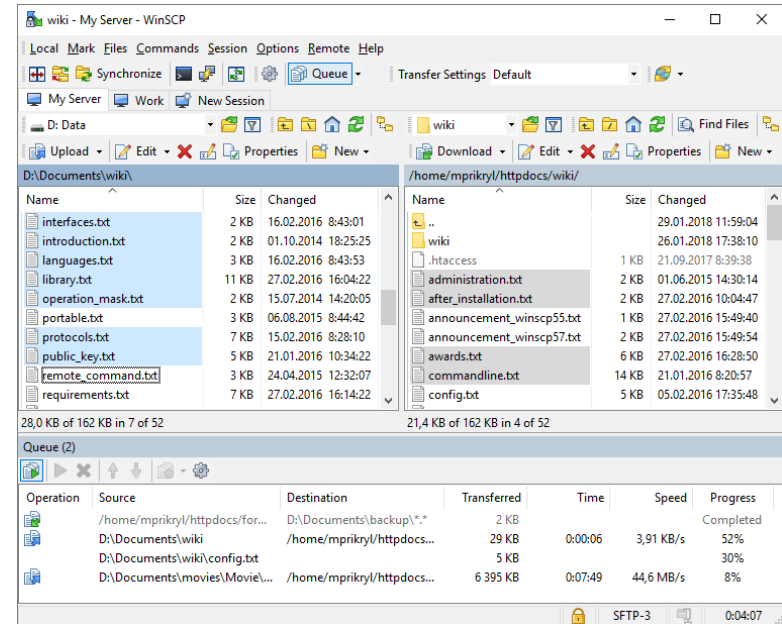 wiki - My Server - WinSCP
Local Mark Files Commands Session Options Remote Help
Synchronize Queue Transfer Settings Default
My Server Work New Session
D: Data wiki Find Files
Upload Edit Properties New Download Edit Properties New
D:\Documents\wiki\ /home/mprikryl/httpdocs/wiki/
Name Size Changed Name Size Changed
interfaces.txt 2 KB 16.02.2016 8:43:01 .. 29.01.2018 11:59:04
introduction.txt 2 KB 01.10.2014 18:25:25 wiki 26.01.2018 17:38:10
languages.txt 3 KB 16.02.2016 8:43:53 .htaccess 1 KB 21.09.2017 8:39:38
library.txt 11 KB 27.02.2016 16:04:22 administration.txt 2 KB 01.06.2015 14:30:14
operation_mask.txt 2 KB 15.07.2014 14:20:05 after_installation.txt 2 KB 27.02.2016 10:04:47
portable.txt 3 KB 06.08.2015 8:44:42 announcement_winscp55.txt 1 KB 27.02.2016 15:49:40
protocols.txt 7 KB 15.02.2016 8:28:10 announcement_winscp57.txt 2 KB 27.02.2016 15:49:54
public_key.txt 5 KB 21.01.2016 10:34:22 awards.txt 6 KB 27.02.2016 16:28:50
remote_command.txt 3 KB 24.04.2015 12:32:07 commandline.txt 14 KB 21.01.2016 8:20:57
requirements.txt 7 KB 27.02.2016 16:14:22 config.txt 5 KB 05.02.2016 17:35:48
28,0 KB of 162 KB in 7 of 52 21,4 KB of 162 KB in 4 of 52
Queue (2)
Operation Source Destination Transferred Time Speed Progress
/home/mprikryl/httpdocs/for... D:\Documents\backup\*.* 2 KB Completed
D:\Documents\wiki /home/mprikryl/httpdocs... 29 KB 0:00:06 3,91 KB/s 52%
D:\Documents\wiki\config.txt 5 KB 30%
D:\Documents\movies\Movie\... /home/mprikryl/httpdocs... 6 395 KB 0:07:49 44,6 MB/s 8%
SFTP-3 0:04:07